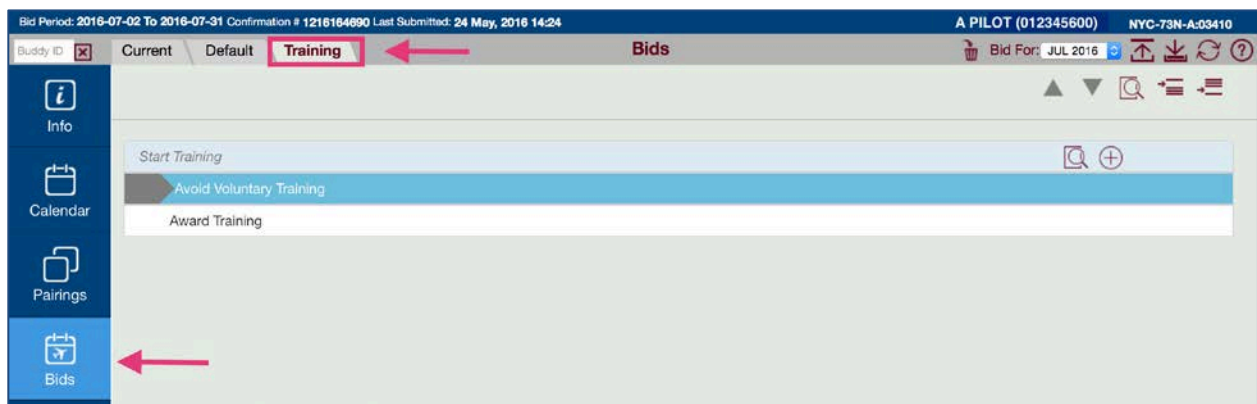 Bid Period: 2016-07-02 To 2016-07-31 Confirmation # 1216164690 Last Submitted: 24 May, 2016 14:24 A PILOT (012345600) NYC-73N-A:03410
Buddy ID Current Default Training Bids Bid For: JUL 2016
Info
Start Training
Avoid Voluntary Training
Calendar
Award Training
Pairings
Bids